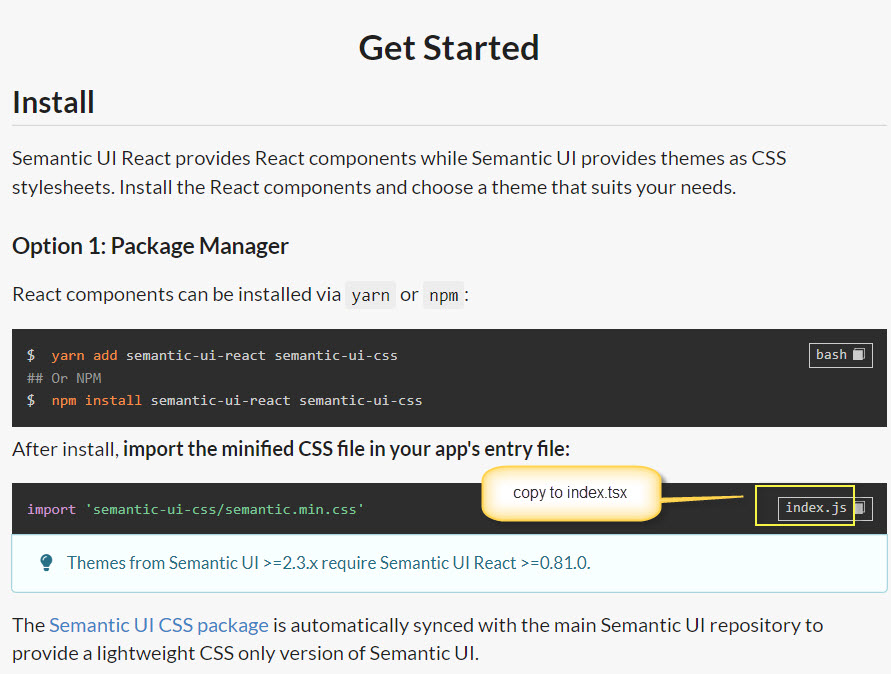 Get Started
Install
Semantic UI React provides React components while Semantic UI provides themes as CSS
stylesheets. Install the React components and choose a theme that suits your needs.
Option 1: Package Manager
React components can be installed via yarn or npm:
$ yarn add semantic-ui-react semantic-ui-css
bash
## Or NPM
$ npm install semantic-ui-react semantic-ui-css
After install, import the minified CSS file in your app's entry file:
copy to index.tsx
import 'semantic-ui-css/semantic.min.css'
index.js
Themes from Semantic UI >=2.3.x require Semantic UI React >=0.81.0.
The Semantic UI CSS package is automatically synced with the main Semantic UI repository to
provide a lightweight CSS only version of Semantic UI.